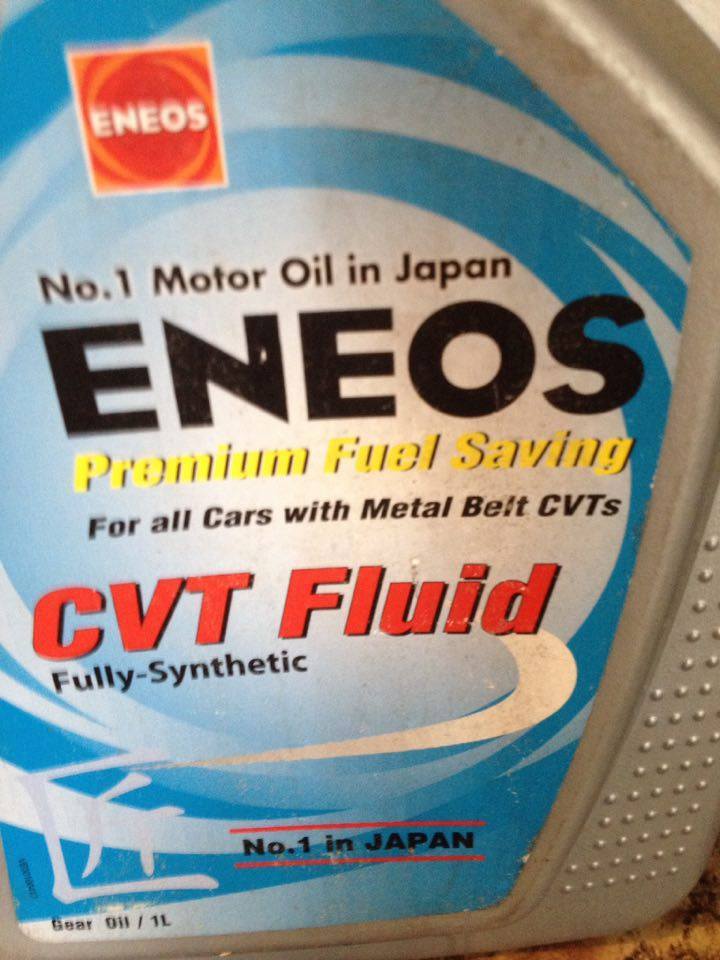 ENEOS
No.1 Motor Oil in Japan
ENEOS
Premium Fuel Saving
For all Cars with Metal Belt CVTs
CVT Fluid
Fully-Synthetic
匠
No.1 in JAPAN
Gear Oil / 1L